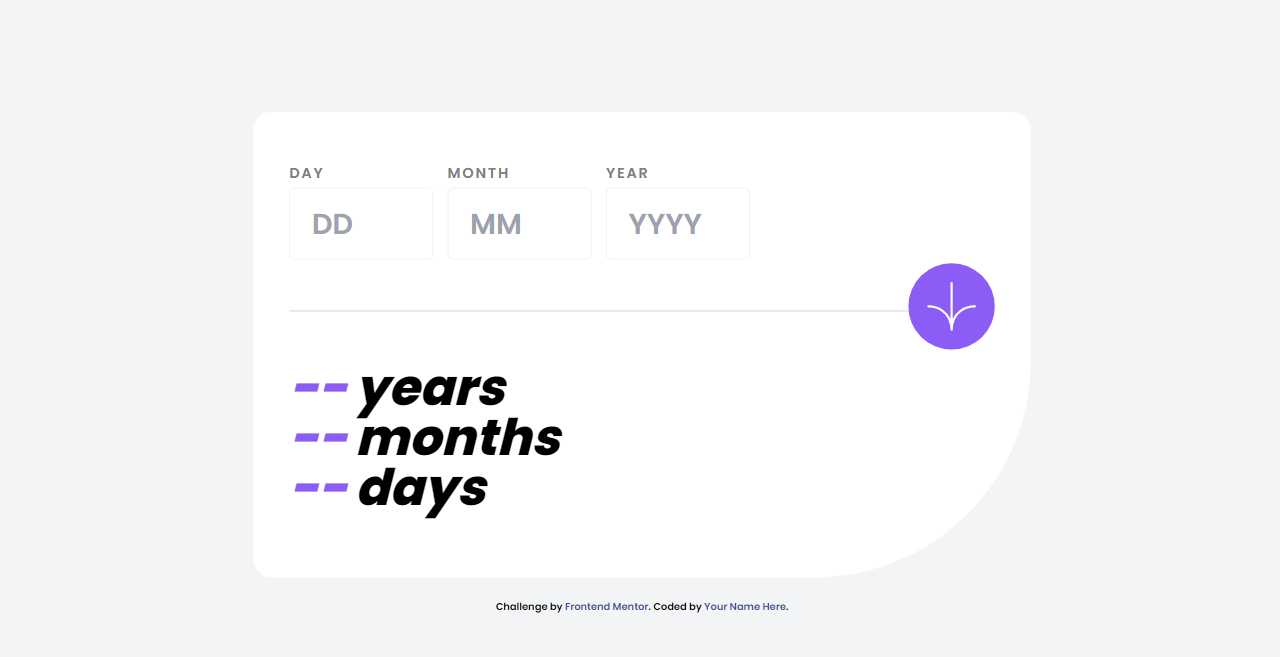 DAY MONTH YEAR
DD MM YYYY
-- years
-- months
-- days
Challenge by Frontend Mentor. Coded by Your Name Here.